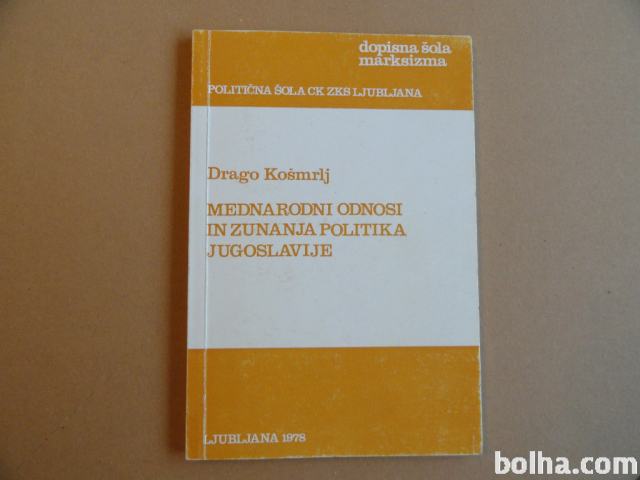 dopisna šola
marksizma
POLITIČNA ŠOLA CK ZKS LJUBLJANA
Drago Košmrlj
MEDNARODNI ODNOSI
IN ZUNANJA POLITIKA
JUGOSLAVIJE
LJUBLJANA 1978
bolha.com